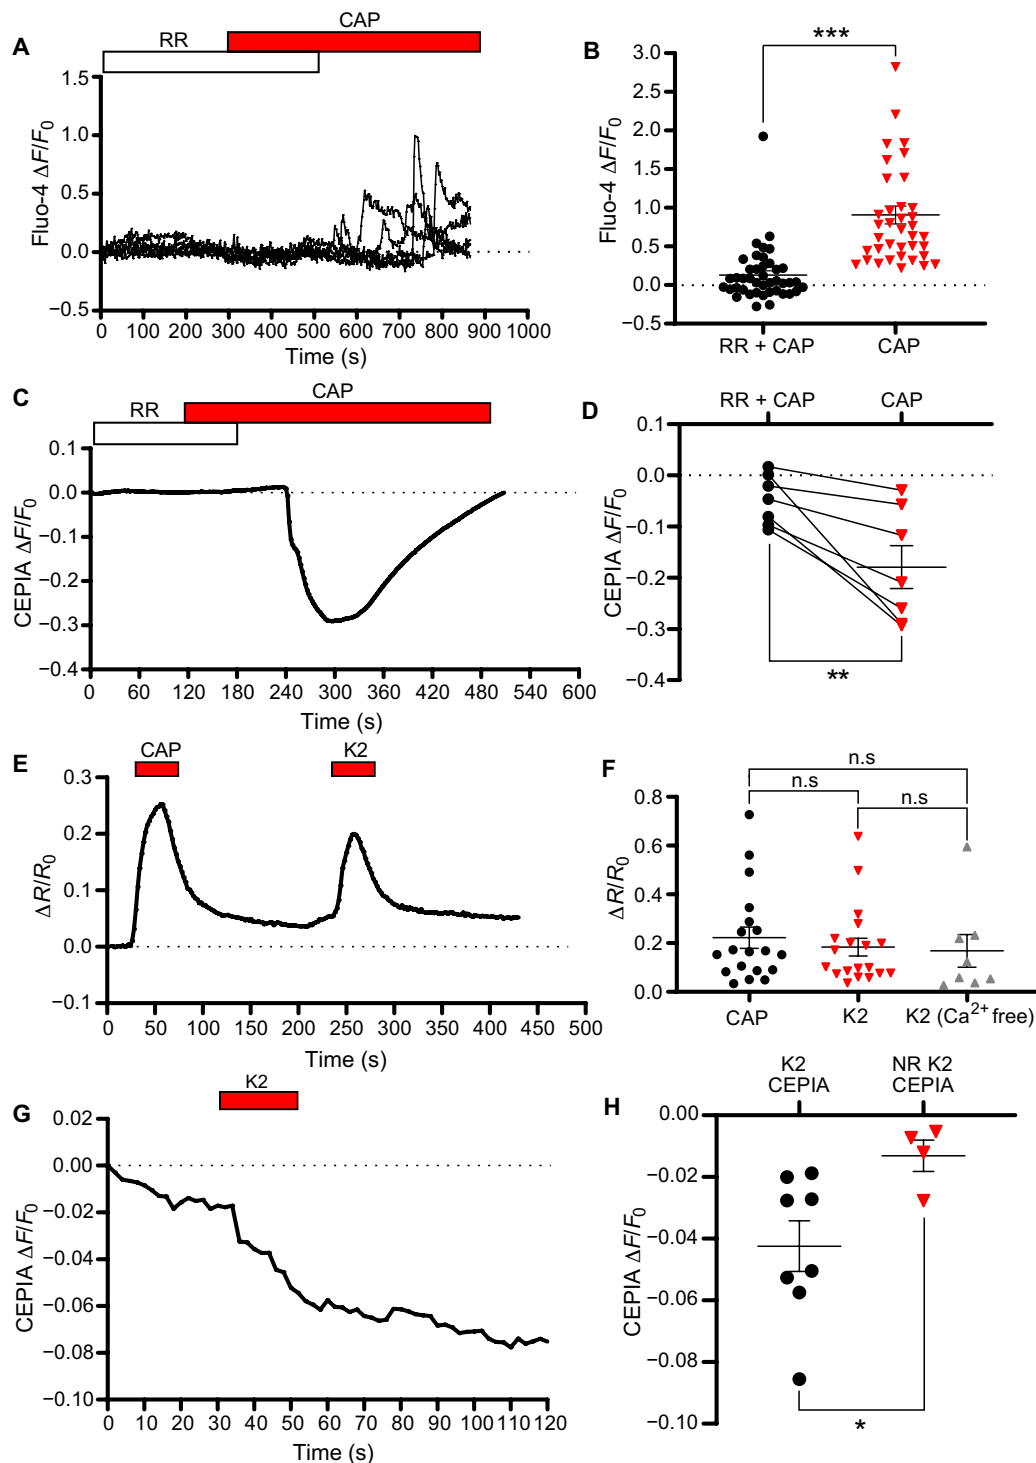 A
RR
CAP
Fluo-4 ΔF/F0
1.5
1.0
0.5
0.0
−0.5
0 100 200 300 400 500 600 700 800 900 1000
Time (s)
B
***
Fluo-4 ΔF/F0
3.0
2.5
2.0
1.5
1.0
0.5
0.0
−0.5
RR + CAP
CAP
C
RR
CAP
CEPIA ΔF/F0
0.1
0.0
−0.1
−0.2
−0.3
−0.4
0 60 120 180 240 300 360 420 480 540 600
Time (s)
D
RR + CAP
CAP
CEPIA ΔF/F0
0.1
0.0
−0.1
−0.2
−0.3
−0.4
**
E
CAP
K2
ΔR/R0
0.3
0.2
0.1
0.0
−0.1
0 50 100 150 200 250 300 350 400 450 500
Time (s)
F
n.s
n.s
n.s
ΔR/R0
0.8
0.6
0.4
0.2
0.0
CAP
K2
K2 (Ca2+ free)
G
K2
CEPIA ΔF/F0
0.02
0.00
−0.02
−0.04
−0.06
−0.08
−0.10
0 10 20 30 40 50 60 70 80 90 100 110 120
Time (s)
H
K2
CEPIA
NR K2
CEPIA
CEPIA ΔF/F0
0.00
−0.02
−0.04
−0.06
−0.08
−0.10
*